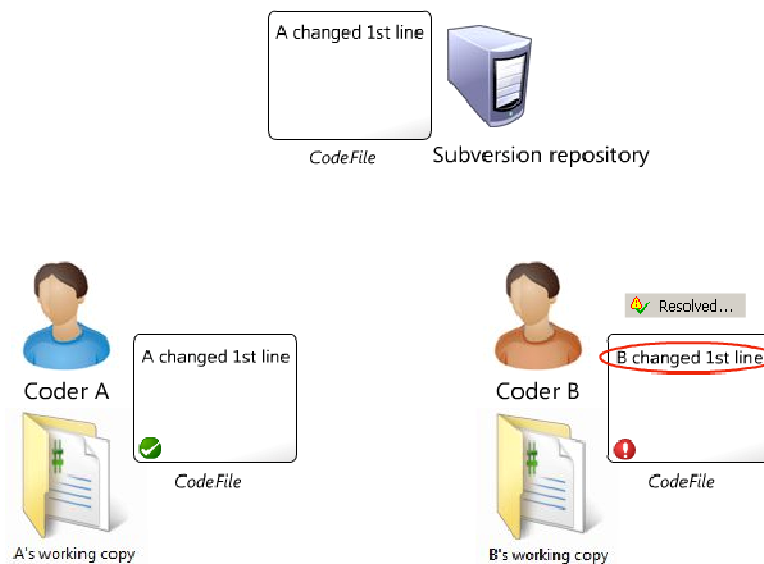 A changed 1st line
CodeFile
Subversion repository
Resolved...
A changed 1st line
B changed 1st line
Coder A
Coder B
CodeFile
CodeFile
A's working copy
B's working copy